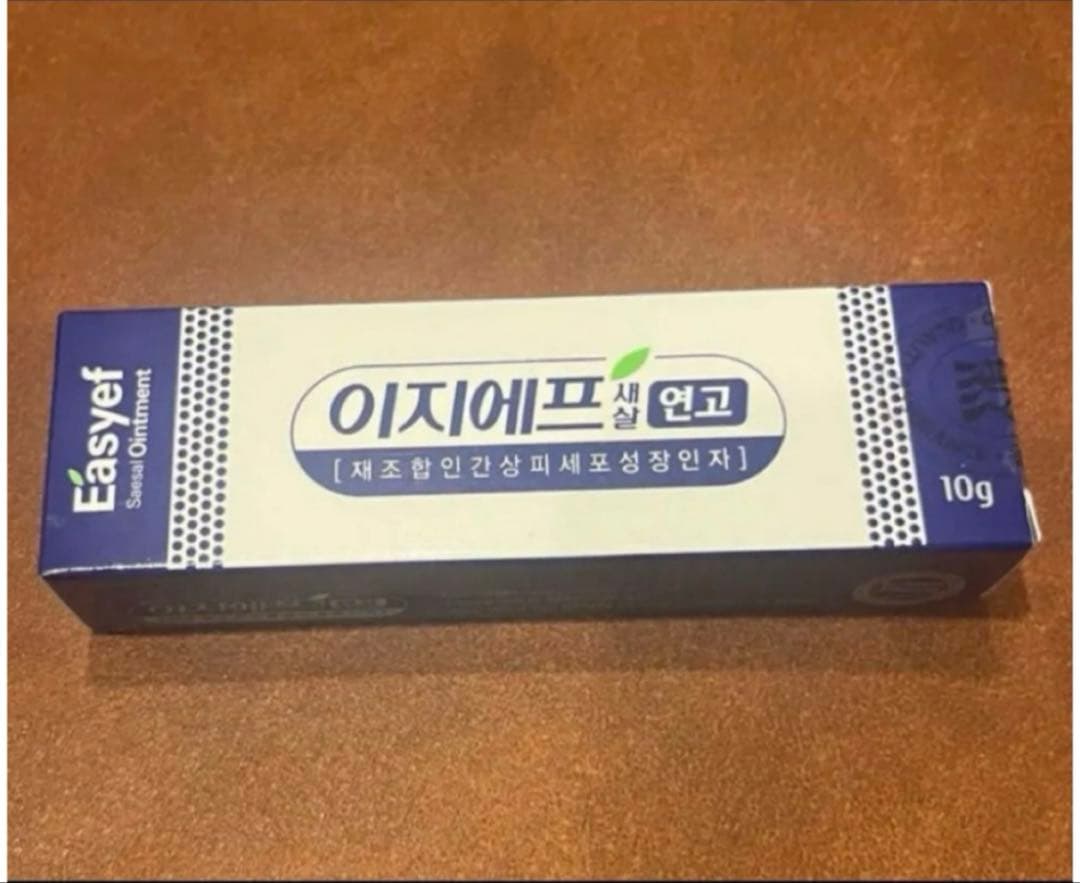 Easyef
Saesal Ointment
이지에프 새살 연고
[재조합인간상피세포성장인자]
10g